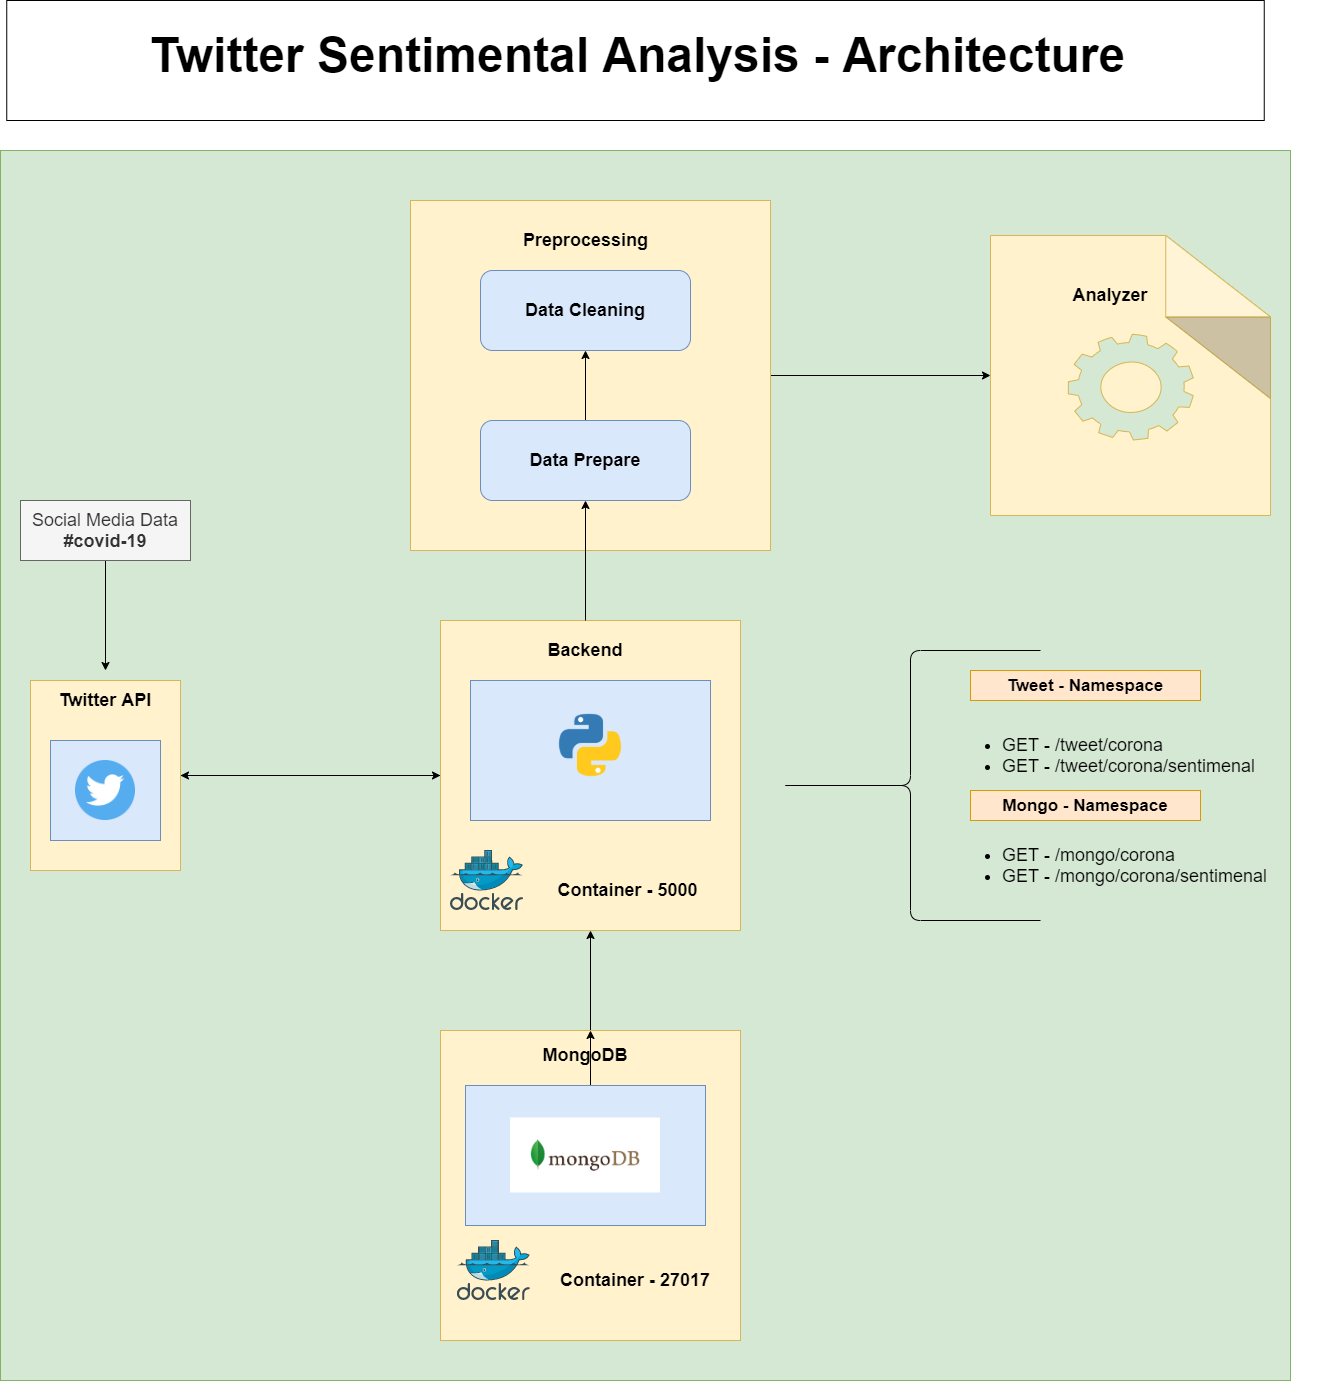 Twitter Sentimental Analysis - Architecture
Preprocessing
Data Cleaning
Data Prepare
Analyzer
Social Media Data
#covid-19
Twitter API
Backend
docker
Container - 5000
Tweet - Namespace
GET - /tweet/corona
GET - /tweet/corona/sentimenal
Mongo - Namespace
GET - /mongo/corona
GET - /mongo/corona/sentimenal
MongoDB
mongoDB
docker
Container - 27017